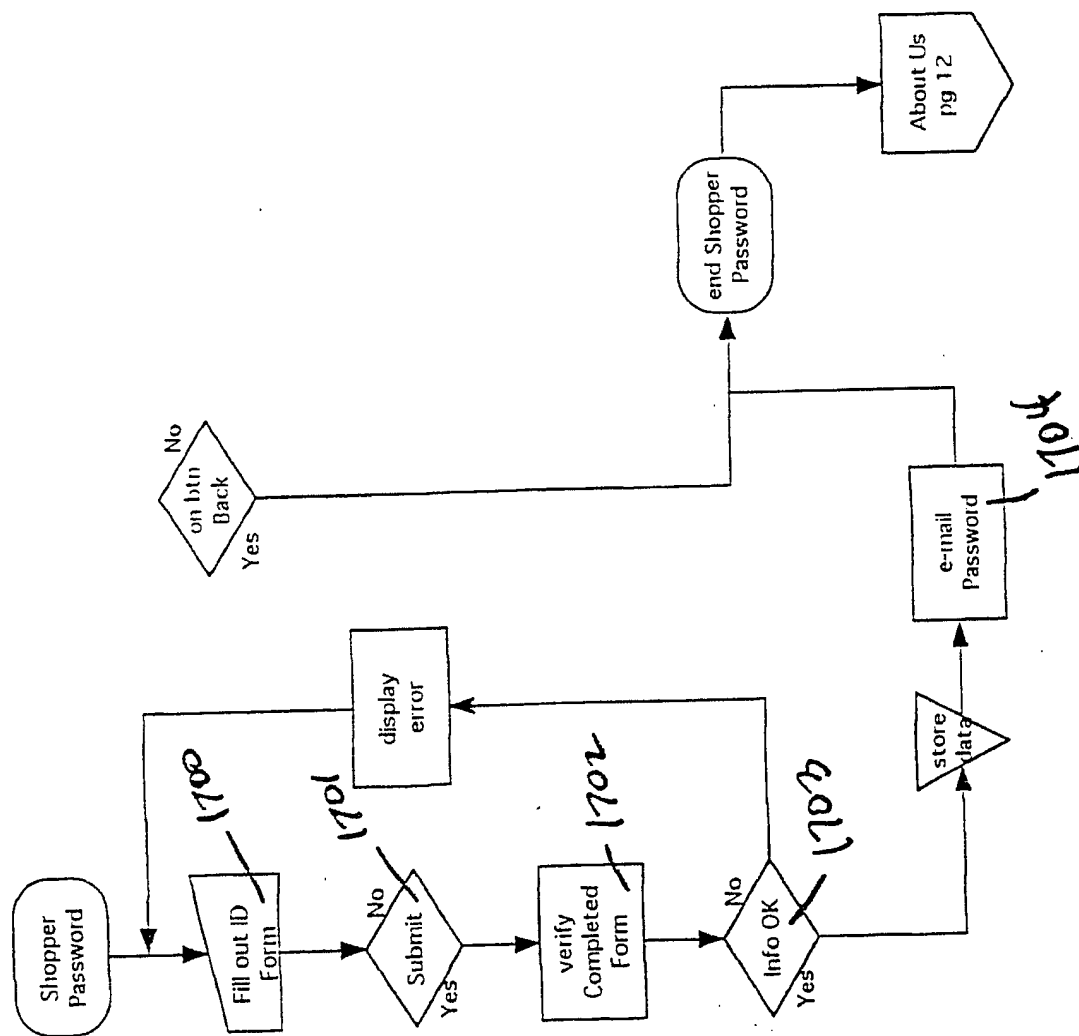 Shopper
Password
Fill out ID
Form
1700
Submit
No
Yes
1701
verify
Completed
Form
1702
Info OK
No
Yes
1703
display
error
store
data
e-mail
Password
1704
on btn
Back
No
Yes
end Shopper
Password
About Us
pg 12